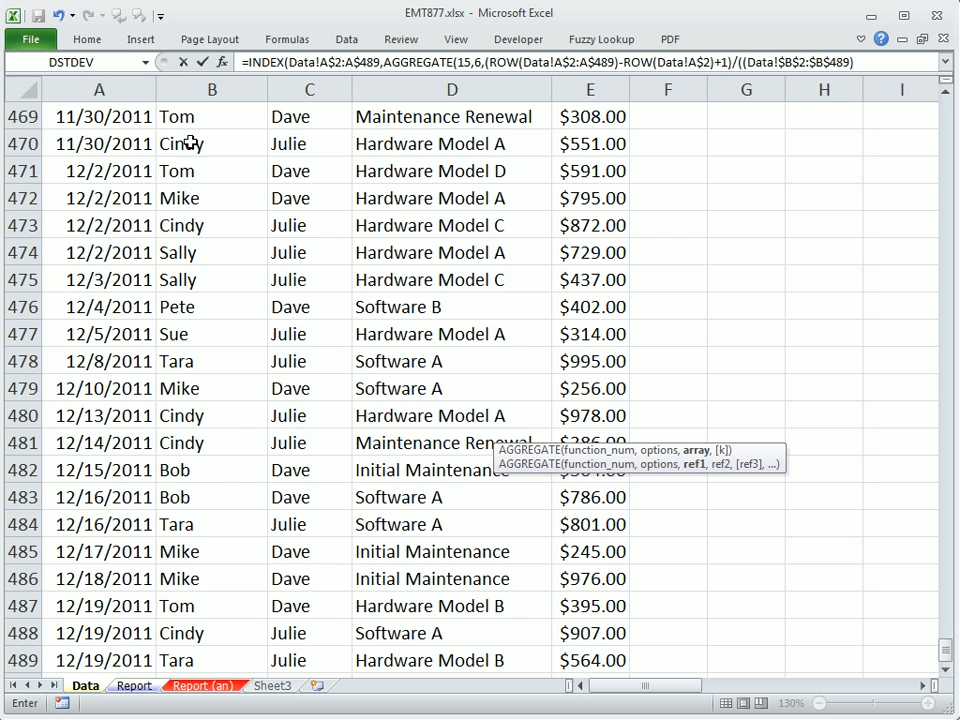 EMT877.xlsx - Microsoft Excel
File Home Insert Page Layout Formulas Data Review View Developer Fuzzy Lookup PDF
DSTDEV =INDEX(Data!A$2:A$489,AGGREGATE(15,6,(ROW(Data!A$2:A$489)-ROW(Data!A$2)+1)/((Data!$B$2:$B$489)
A B C D E F G H I
469 11/30/2011 Tom Dave Maintenance Renewal $308.00
470 11/30/2011 Cindy Julie Hardware Model A $551.00
471 12/2/2011 Tom Dave Hardware Model D $591.00
472 12/2/2011 Mike Dave Hardware Model A $795.00
473 12/2/2011 Cindy Julie Hardware Model C $872.00
474 12/2/2011 Sally Julie Hardware Model A $729.00
475 12/3/2011 Sally Julie Hardware Model C $437.00
476 12/4/2011 Pete Dave Software B $402.00
477 12/5/2011 Sue Julie Hardware Model A $314.00
478 12/8/2011 Tara Julie Software A $995.00
479 12/10/2011 Mike Dave Software A $256.00
480 12/13/2011 Cindy Julie Hardware Model A $978.00
481 12/14/2011 Cindy Julie Maintenance Renewal
AGGREGATE(function_num, options, array, [k])
AGGREGATE(function_num, options, ref1, ref2, [ref3], ...)
482 12/15/2011 Bob Dave Initial Maintenance
483 12/16/2011 Bob Dave Software A $786.00
484 12/16/2011 Tara Julie Software A $801.00
485 12/17/2011 Mike Dave Initial Maintenance $245.00
486 12/18/2011 Mike Dave Initial Maintenance $976.00
487 12/19/2011 Tom Dave Hardware Model B $395.00
488 12/19/2011 Cindy Julie Software A $907.00
489 12/19/2011 Tara Julie Hardware Model B $564.00
Data Report Report (an) Sheet3
Enter 130%